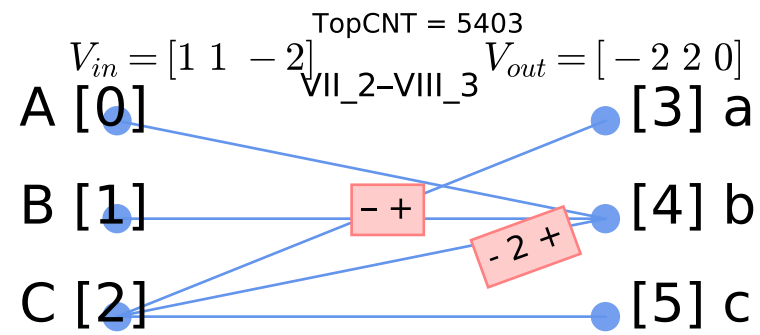 TopCNT = 5403
V_in = [1 1 − 2]
V_out = [ − 2 2 0]
VII_2–VIII_3
A [0]
[3] a
B [1]
– +
[4] b
- 2 +
C [2]
[5] c